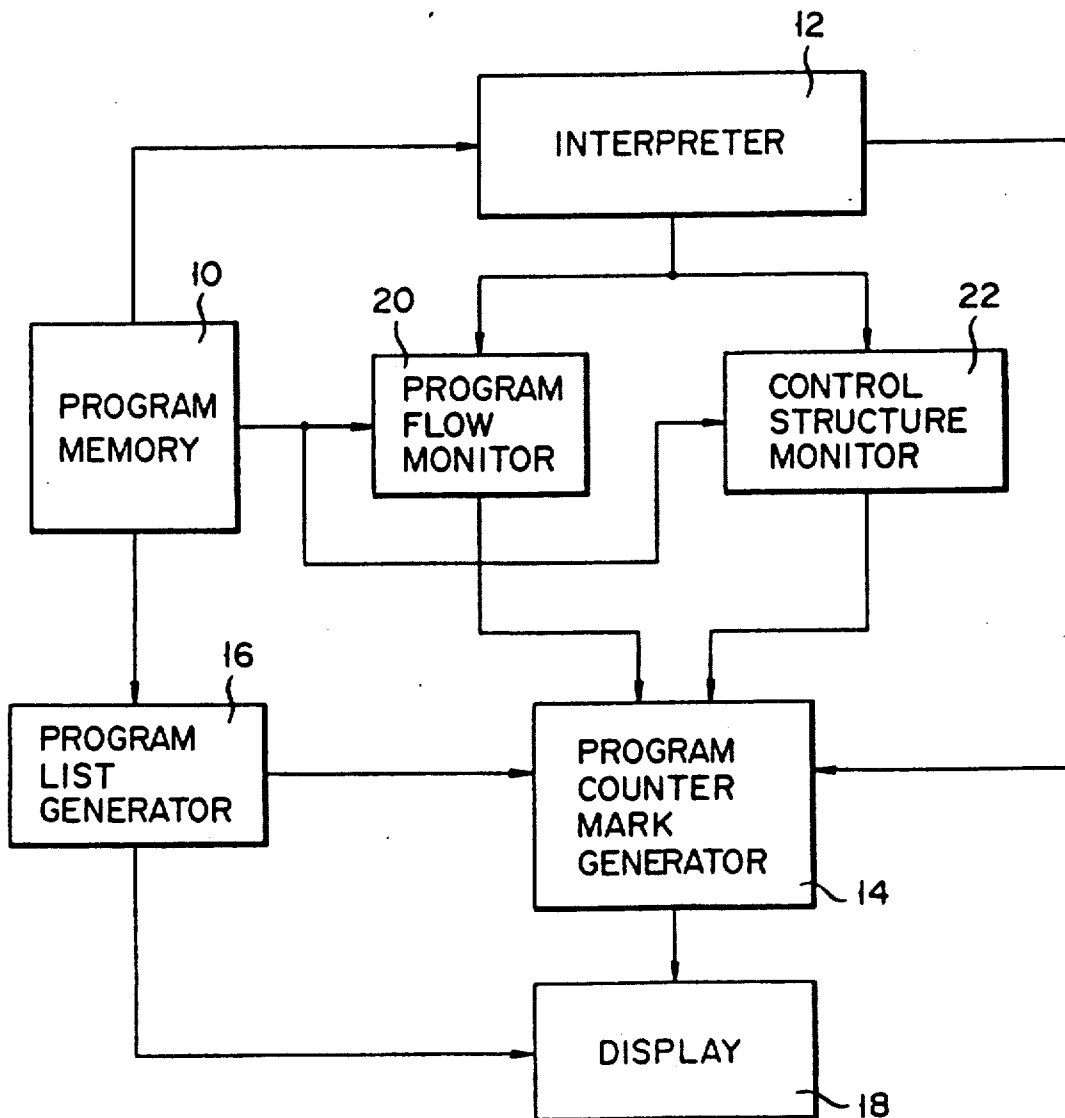 12
INTERPRETER
10
PROGRAM
MEMORY
20
PROGRAM
FLOW
MONITOR
22
CONTROL
STRUCTURE
MONITOR
16
PROGRAM
LIST
GENERATOR
PROGRAM
COUNTER
MARK
GENERATOR
14
DISPLAY
18